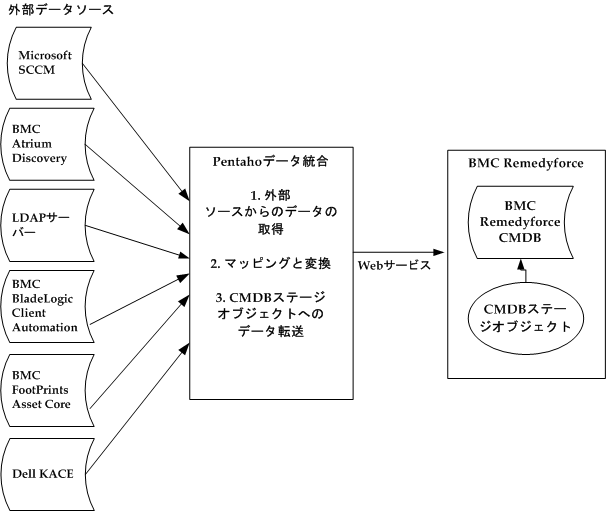 外部データソース
Microsoft
SCCM
BMC
Atrium
Discovery
LDAPサー
バー
BMC
BladeLogic
Client
Automation
BMC
FootPrints
Asset Core
Dell KACE
Pentahoデータ統合
1. 外部
ソースからのデータの
取得
2. マッピングと変換
3. CMDBステージ
オブジェクトへの
データ転送
Webサービス
BMC Remedyforce
BMC
Remedyforce
CMDB
CMDBステー
ジオブジェクト